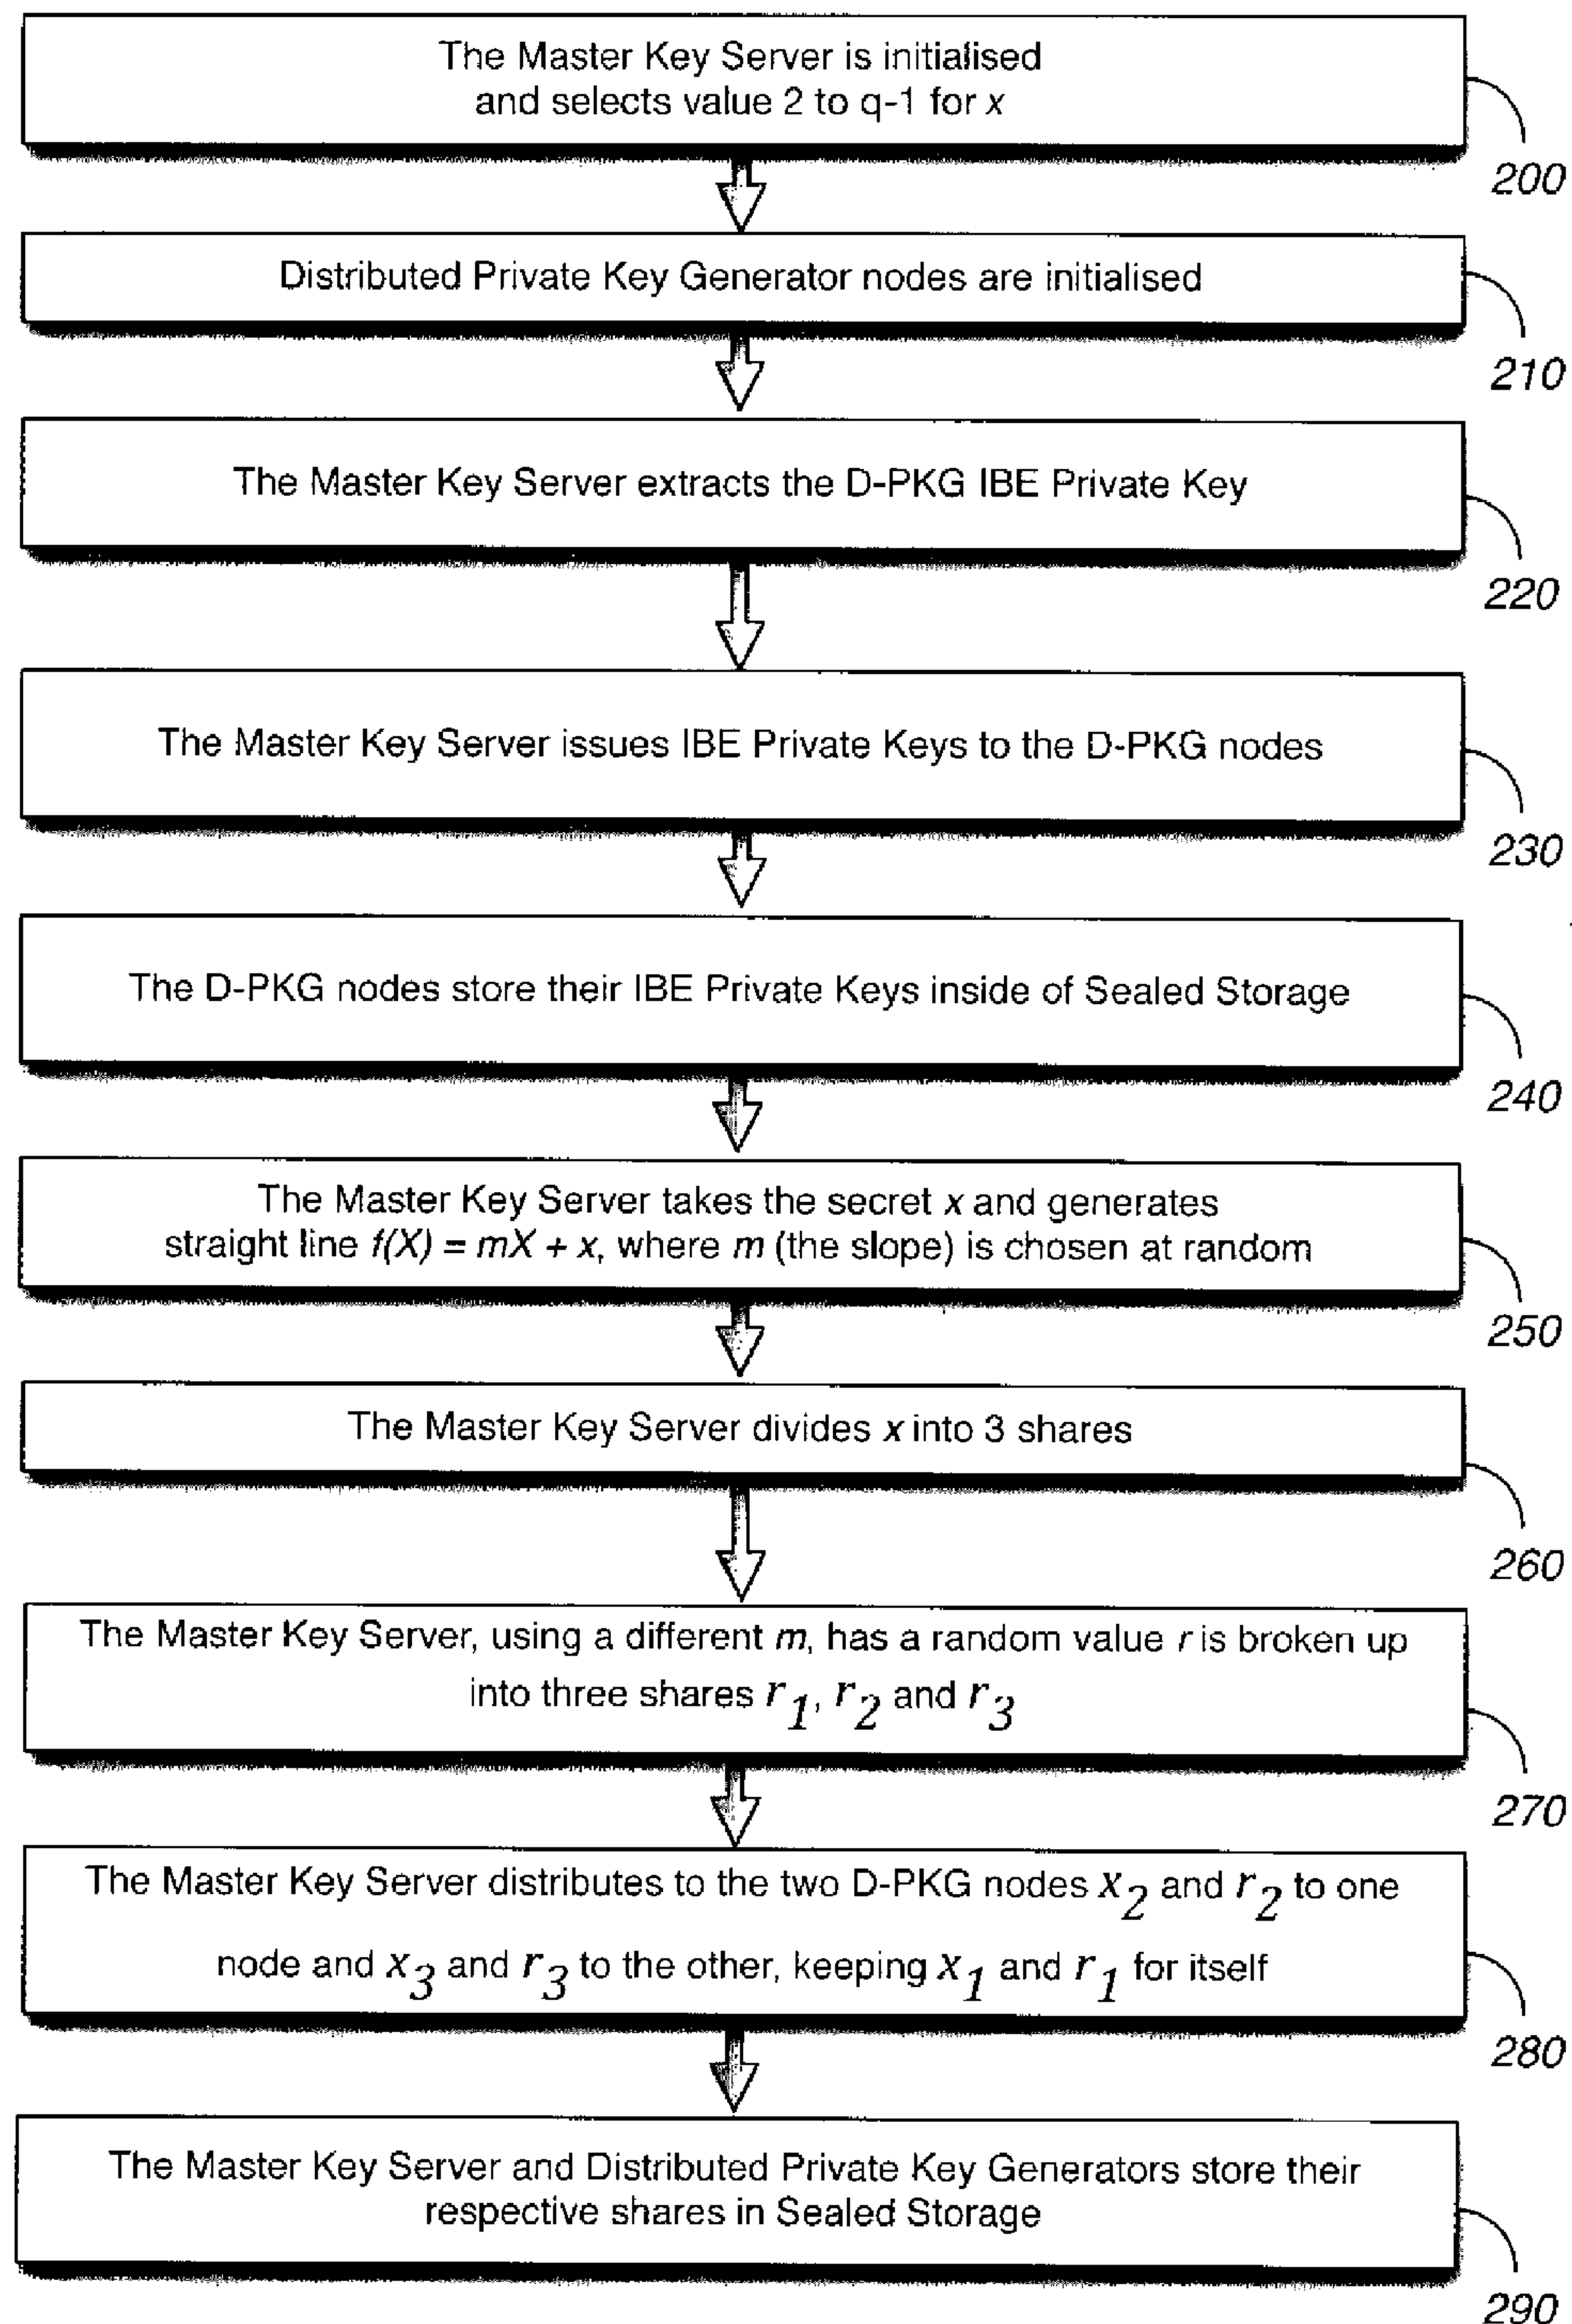 The Master Key Server is initialised
and selects value 2 to q-1 for x
200
Distributed Private Key Generator nodes are initialised
210
The Master Key Server extracts the D-PKG IBE Private Key
220
The Master Key Server issues IBE Private Keys to the D-PKG nodes
230
The D-PKG nodes store their IBE Private Keys inside of Sealed Storage
240
The Master Key Server takes the secret x and generates
straight line f(X) = mX + x, where m (the slope) is chosen at random
250
The Master Key Server divides x into 3 shares
260
The Master Key Server, using a different m, has a random value r is broken up
into three shares r1, r2 and r3
270
The Master Key Server distributes to the two D-PKG nodes x2 and r2 to one
node and x3 and r3 to the other, keeping x1 and r1 for itself
280
The Master Key Server and Distributed Private Key Generators store their
respective shares in Sealed Storage
290